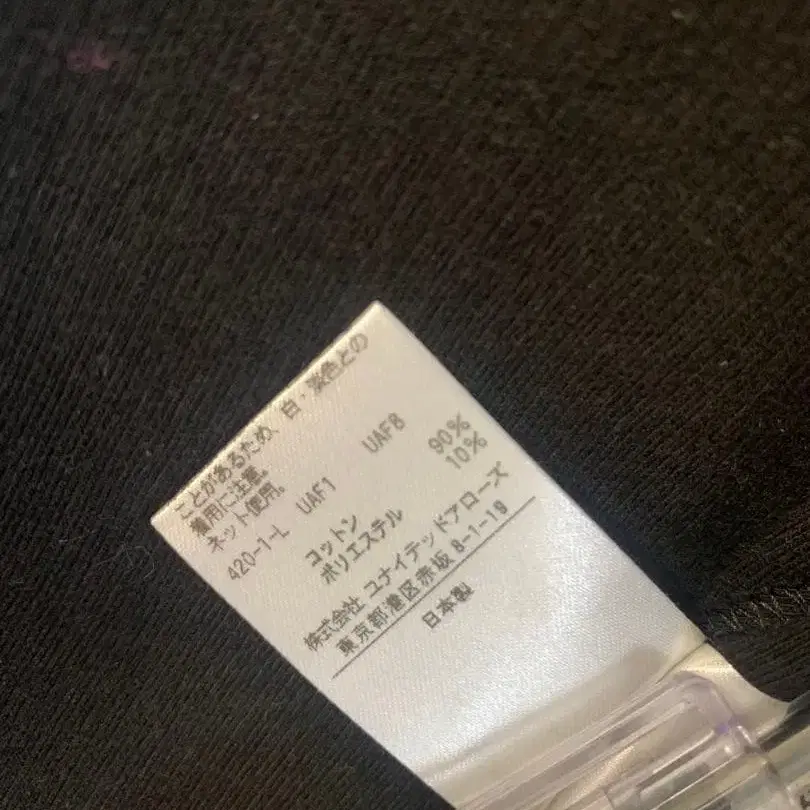 ことがあるため、白・淡色との
着用に注意。
ネット使用。
420-1-L UAF1 UAF8
コットン 90%
ポリエステル 10%
株式会社 ユナイテッドアローズ
東京都港区赤坂 8-1-19
日本製